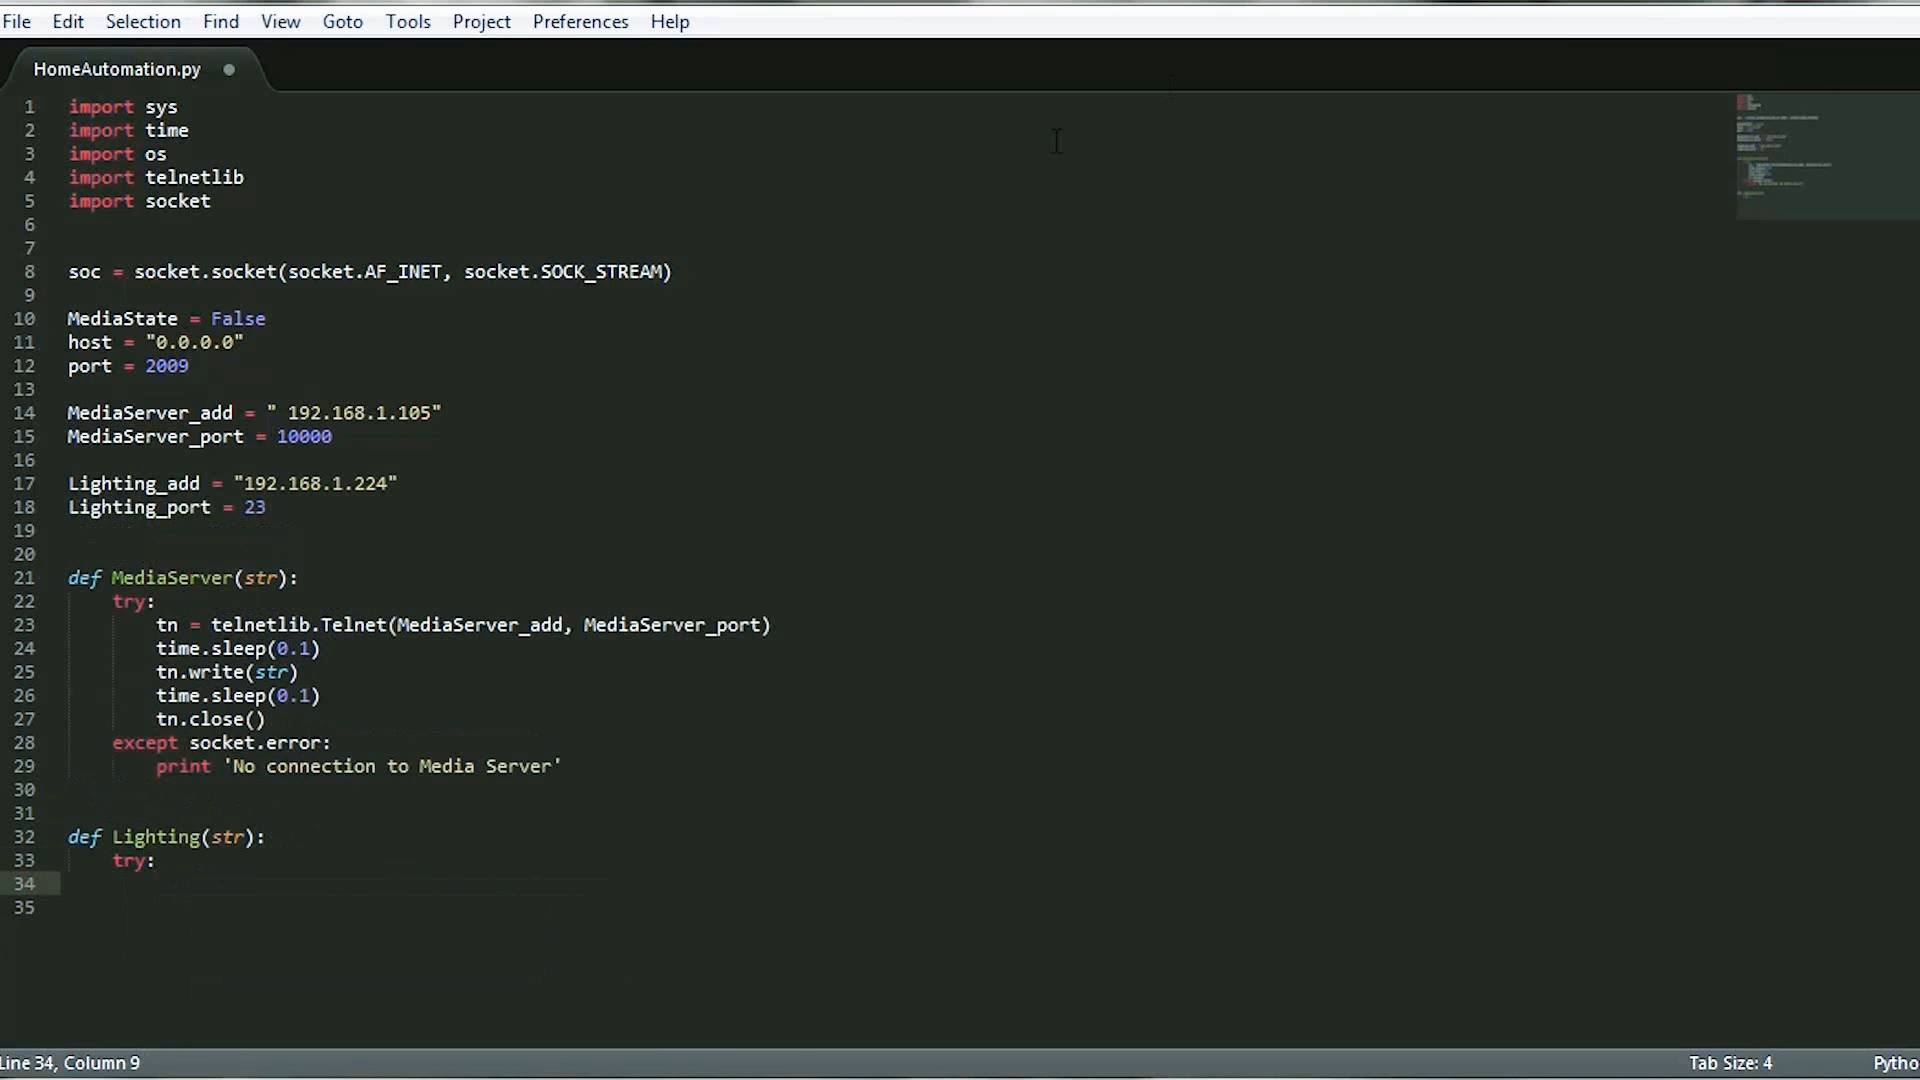 File Edit Selection Find View Goto Tools Project Preferences Help
HomeAutomation.py
1 import sys
2 import time
3 import os
4 import telnetlib
5 import socket
6
7
8 soc = socket.socket(socket.AF_INET, socket.SOCK_STREAM)
9
10 MediaState = False
11 host = "0.0.0.0"
12 port = 2009
13
14 MediaServer_add = " 192.168.1.105"
15 MediaServer_port = 10000
16
17 Lighting_add = "192.168.1.224"
18 Lighting_port = 23
19
20
21 def MediaServer(str):
22     try:
23         tn = telnetlib.Telnet(MediaServer_add, MediaServer_port)
24         time.sleep(0.1)
25         tn.write(str)
26         time.sleep(0.1)
27         tn.close()
28     except socket.error:
29         print 'No connection to Media Server'
30
31
32 def Lighting(str):
33     try:
34
35
Line 34, Column 9 Tab Size: 4 Pytho